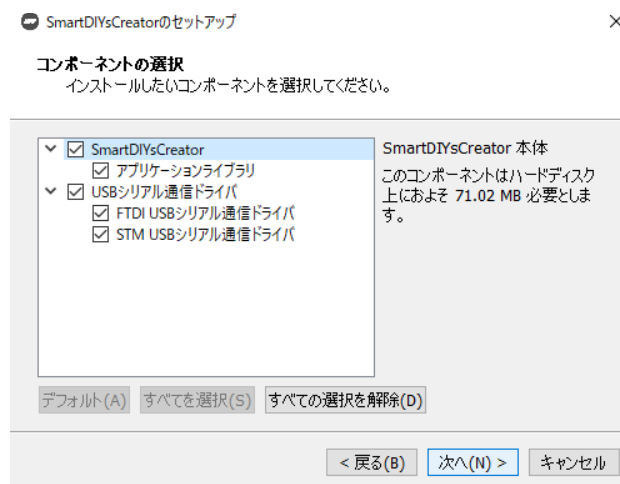 SmartDIYsCreatorのセットアップ
コンポーネントの選択
インストールしたいコンポーネントを選択してください。
SmartDIYsCreator
アプリケーションライブラリ
USBシリアル通信ドライバ
FTDI USBシリアル通信ドライバ
STM USBシリアル通信ドライバ
SmartDIYsCreator 本体
このコンポーネントはハードディスク
上におよそ 71.02 MB 必要としま
す。
デフォルト(A) すべてを選択(S) すべての選択を解除(D)
< 戻る(B) 次へ(N) > キャンセル